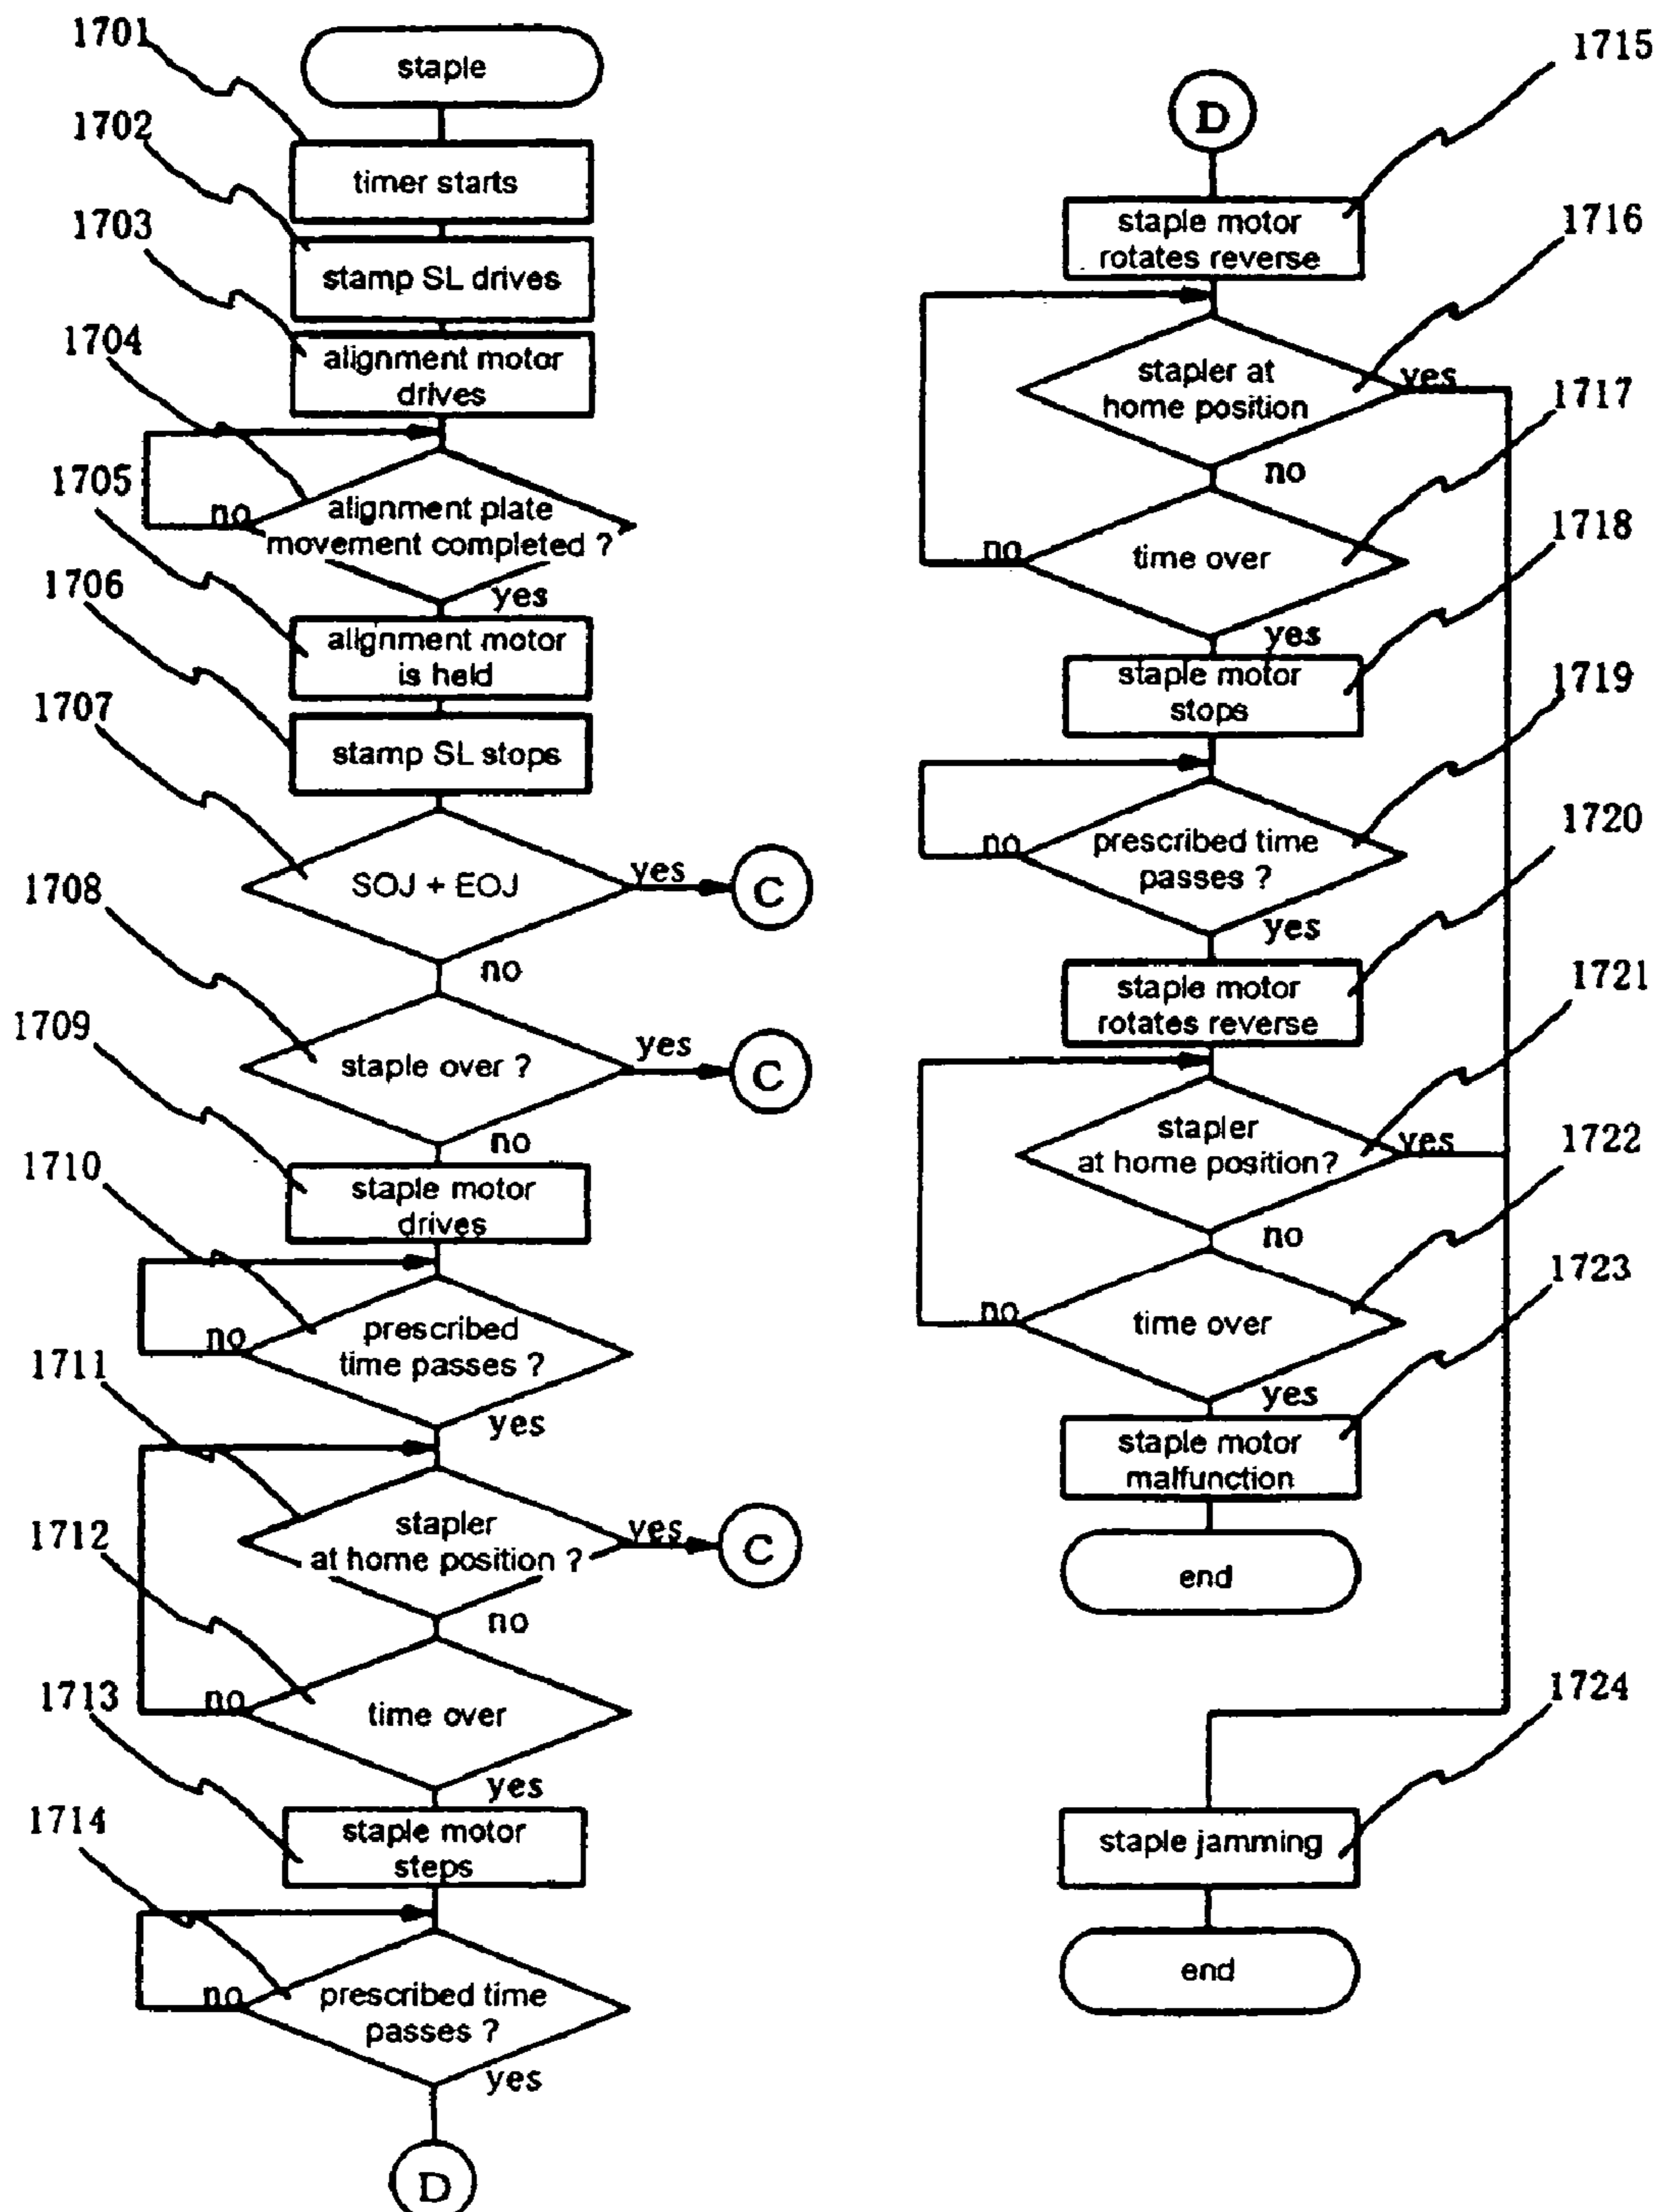 1701
staple
1702
timer starts
1703
stamp SL drives
1704
alignment motor
drives
1705
no
alignment plate
movement completed ?
yes
1706
alignment motor
is held
1707
stamp SL stops
1708
SOJ + EOJ
yes
C
no
1709
staple over ?
yes
C
no
1710
staple motor
drives
1711
no
prescribed
time passes ?
yes
1712
stapler
at home position ?
yes
C
no
1713
no
time over
yes
1714
staple motor
steps
no
prescribed time
passes ?
yes
D
D
1715
staple motor
rotates reverse
1716
stapler at
home position
yes
1717
no
no
time over
1718
yes
staple motor
stops
1719
no
prescribed time
passes ?
1720
yes
staple motor
rotates reverse
1721
stapler
at home position?
yes
1722
no
1723
no
time over
yes
staple motor
malfunction
end
1724
staple jamming
end